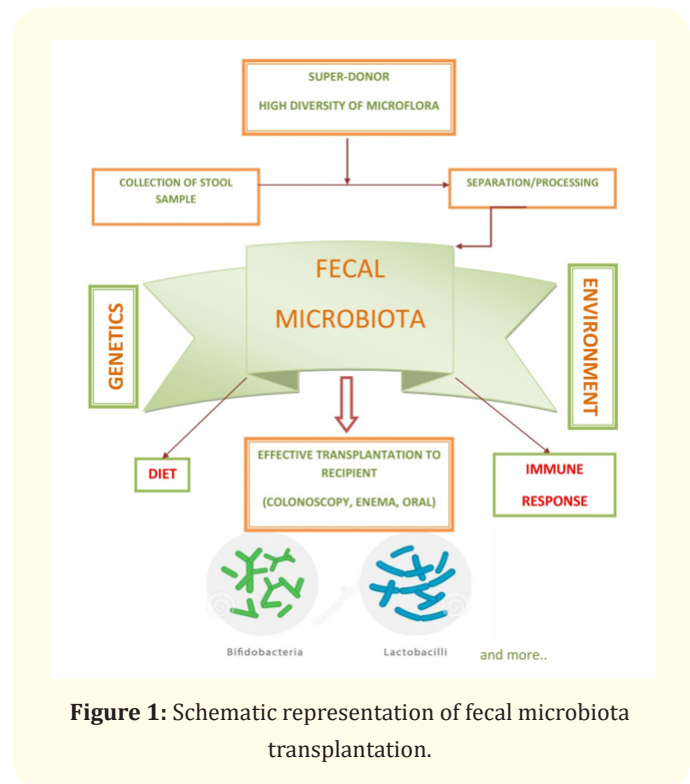 SUPER-DONOR
HIGH DIVERSITY OF MICROFLORA
COLLECTION OF STOOL
SAMPLE
SEPARATION/PROCESSING
FECAL
MICROBIOTA
GENETICS
ENVIRONMENT
DIET
EFFECTIVE TRANSPLANTATION TO
RECIPIENT
(COLONOSCOPY, ENEMA, ORAL)
IMMUNE
RESPONSE
Bifidobacteria
Lactobacilli
and more..
Figure 1: Schematic representation of fecal microbiota
transplantation.